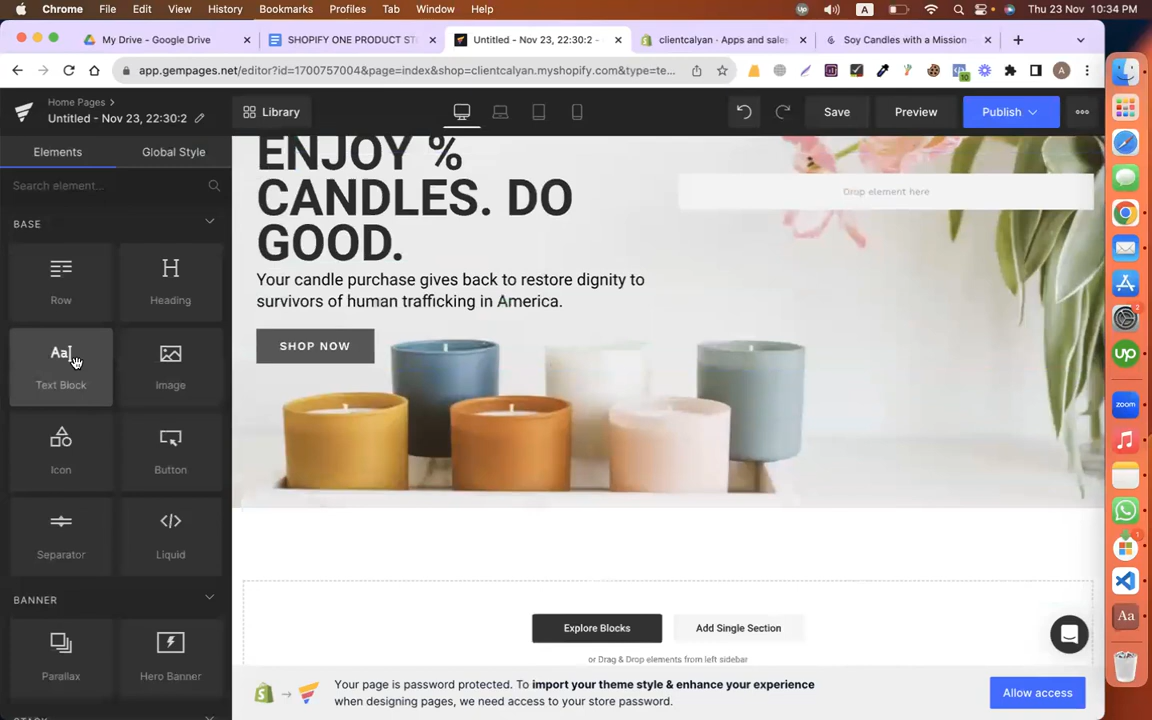 Chrome File Edit View History Bookmarks Profiles Tab Window Help
A Thu 23 Nov 10:34 PM
My Drive - Google Drive
SHOPIFY ONE PRODUCT ST
Untitled - Nov 23, 22:30:2 -
clientcalyan · Apps and sales
Soy Candles with a Mission
app.gempages.net/editor?id=1700757004&page=index&shop=clientcalyan.myshopify.com&type=te...
A
Home Pages
Untitled - Nov 23, 22:30:2
Library
Save
Preview
Publish
Elements
Global Style
Search element...
BASE
Row
Heading
Text Block
Image
Icon
Button
Separator
Liquid
BANNER
Parallax
Hero Banner
ENJOY %
CANDLES. DO
GOOD.
Your candle purchase gives back to restore dignity to
survivors of human trafficking in America.
SHOP NOW
Drop element here
Explore Blocks
Add Single Section
or Drag & Drop elements from left sidebar
Your page is password protected. To import your theme style & enhance your experience
when designing pages, we need access to your store password.
Allow access
up
zoom
Aa